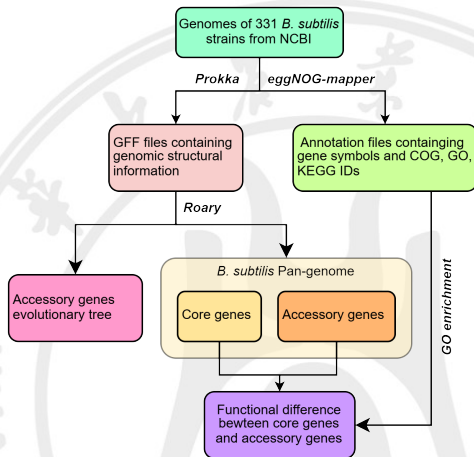 Genomes of 331 B. subtilis
strains from NCBI
Prokka
eggNOG-mapper
GFF files containing
genomic structural
information
Annotation files containging
gene symbols and COG, GO,
KEGG IDs
Roary
Accessory genes
evolutionary tree
B. subtilis Pan-genome
Core genes
Accessory genes
GO enrichment
Functional difference
bewteen core genes
and accessory genes